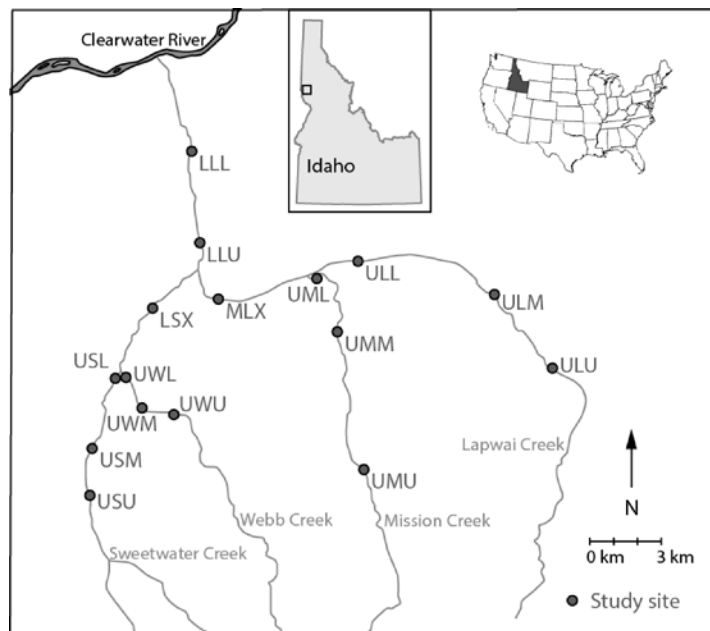 Clearwater River
Idaho
LLL
LLU
ULL
UML
ULM
MLX
LSX
UMM
ULU
USL
UWL
UWM
UWU
USM
Lapwai Creek
UMU
USU
N
Webb Creek
Mission Creek
0 km 3 km
Sweetwater Creek
Study site